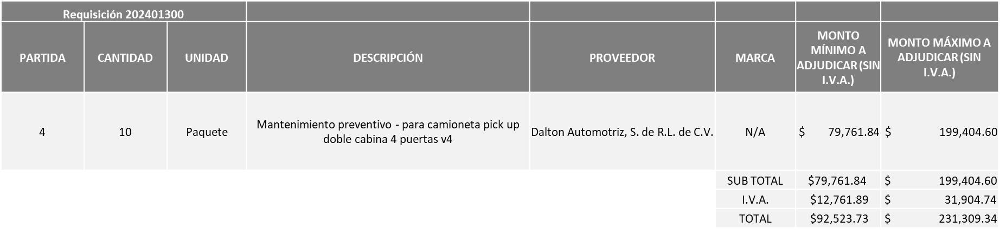 Requisición 202401300
PARTIDA
CANTIDAD
UNIDAD
DESCRIPCIÓN
PROVEEDOR
MARCA
MONTO
MÍNIMO A
ADJUDICAR (SIN
I.V.A.)
MONTO MÁXIMO A
ADJUDICAR (SIN
I.V.A.)
4
10
Paquete
Mantenimiento preventivo - para camioneta pick up
doble cabina 4 puertas v4
Dalton Automotriz, S. de R.L. de C.V.
N/A
$ 79,761.84
$ 199,404.60
SUB TOTAL $79,761.84 $ 199,404.60
I.V.A. $12,761.89 $ 31,904.74
TOTAL $92,523.73 $ 231,309.34